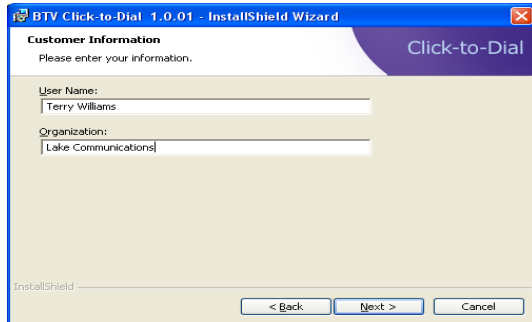 BTV Click-to-Dial 1.0.01 - InstallShield Wizard
Customer Information
Please enter your information.
Click-to-Dial
User Name:
Terry Williams
Organization:
Lake Communications
InstallShield
< Back
Next >
Cancel